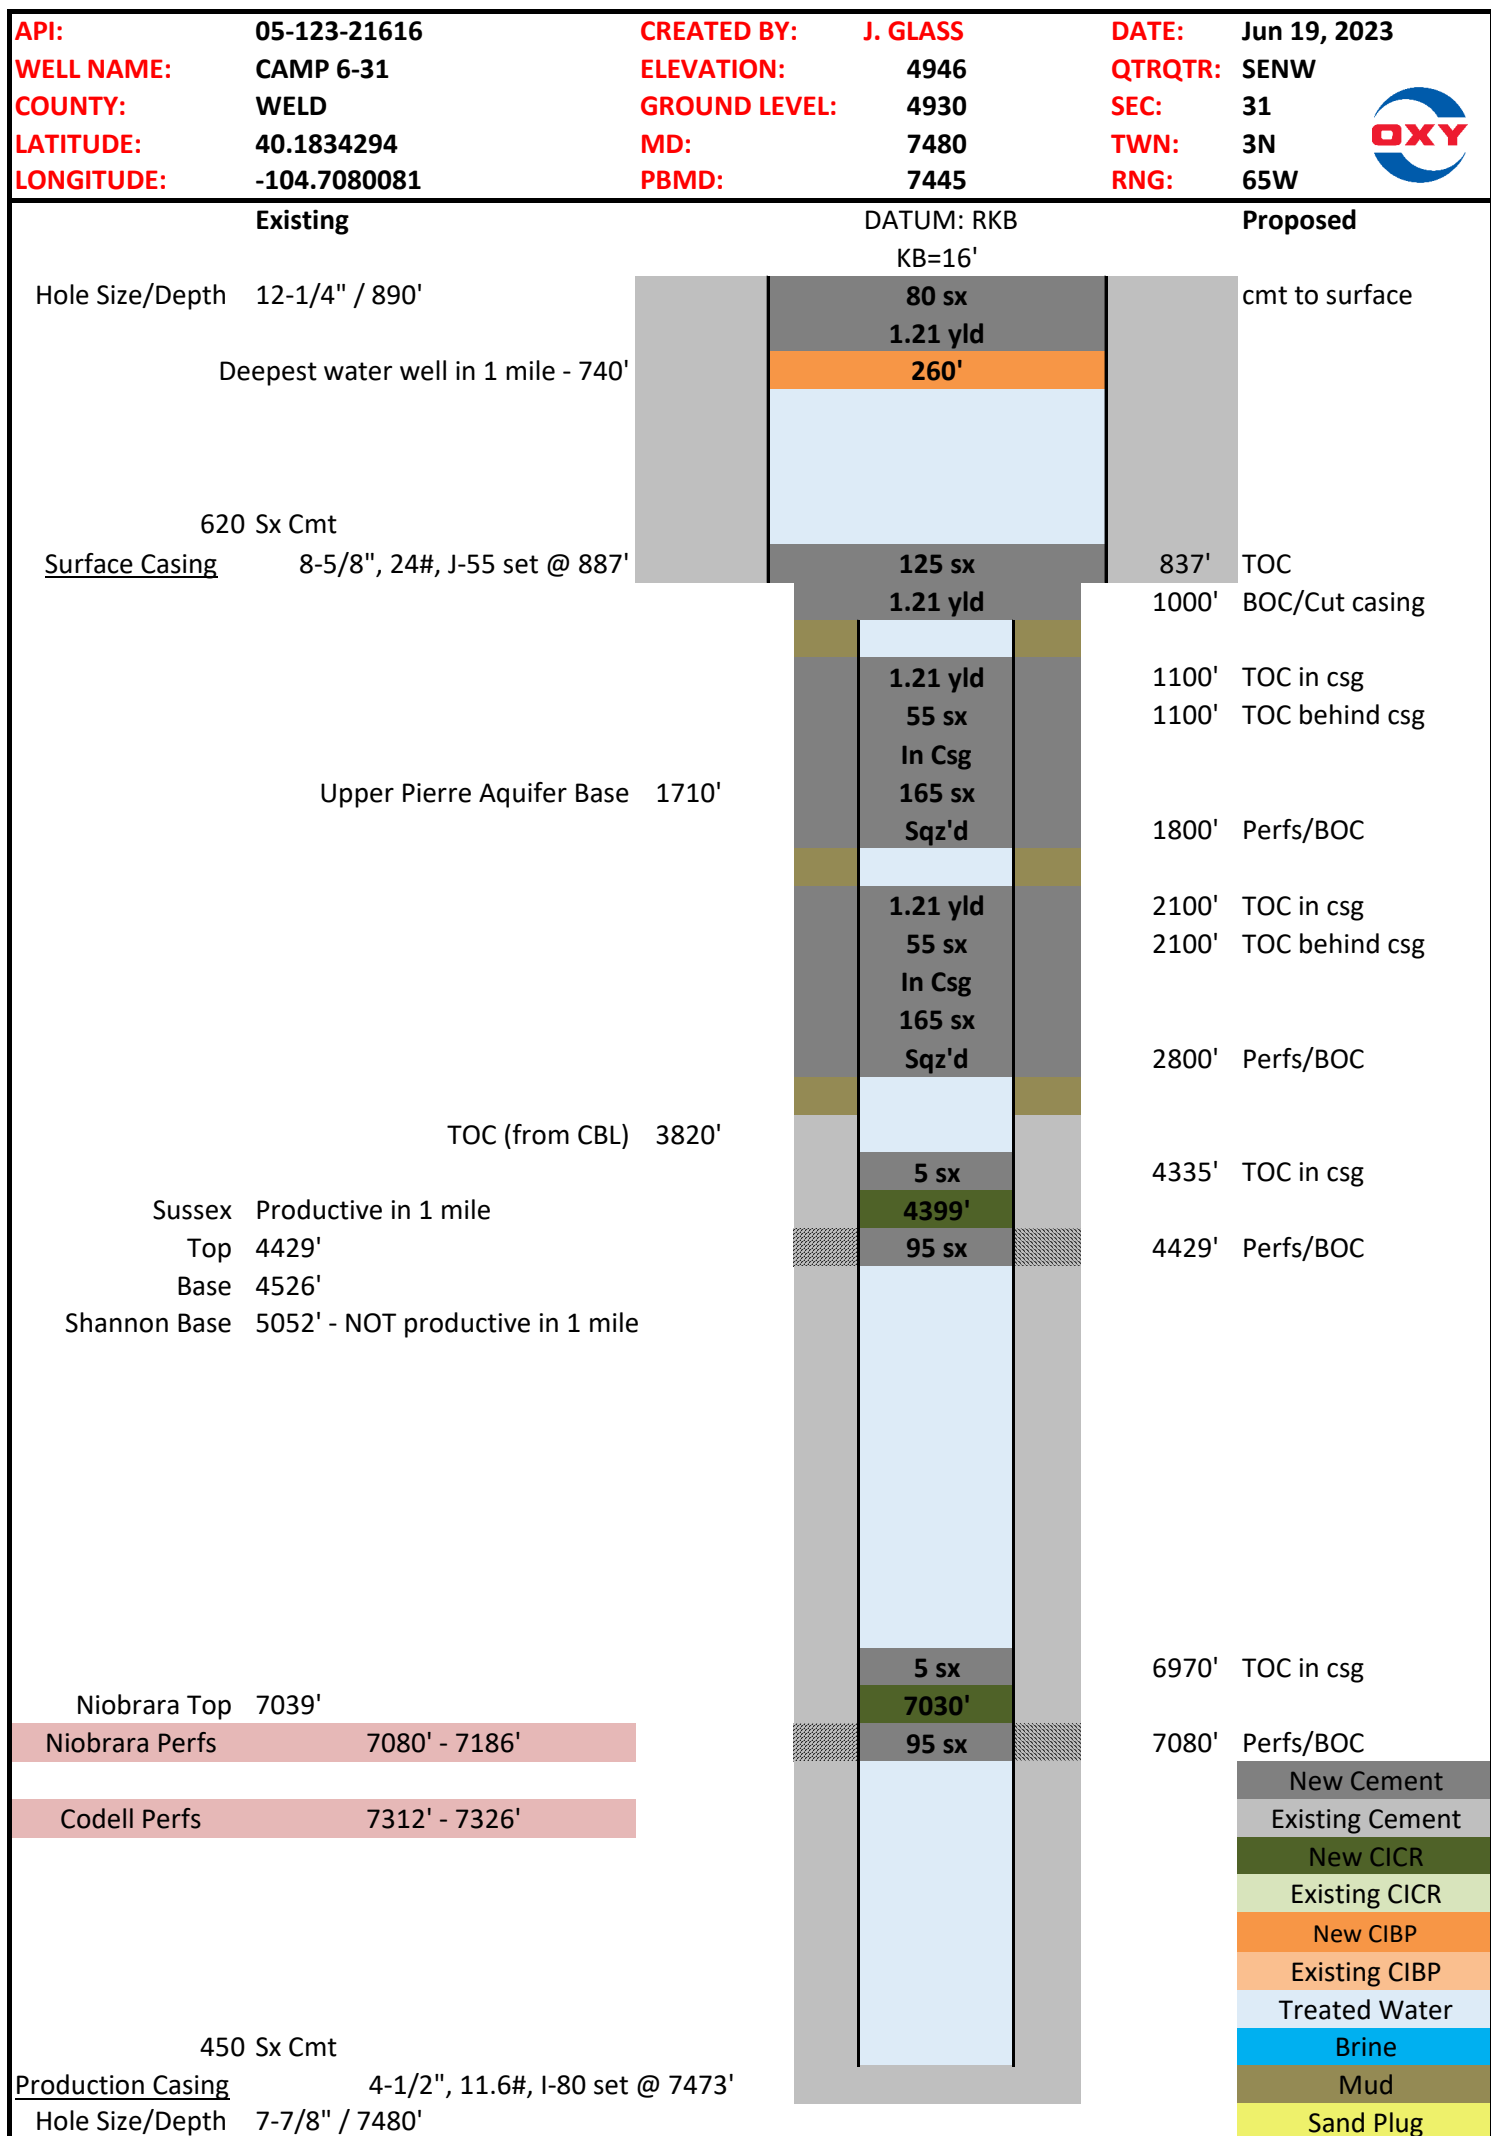 API: 05-123-21616 CREATED BY: J. GLASS DATE: Jun 19, 2023
WELL NAME: CAMP 6-31 ELEVATION: 4946 QTRQTR: SENW
COUNTY: WELD GROUND LEVEL: 4930 SEC: 31
OXY
LATITUDE: 40.1834294 MD: 7480 TWN: 3N
LONGITUDE: -104.7080081 PBMD: 7445 RNG: 65W
Existing DATUM: RKB Proposed
KB=16'
Hole Size/Depth 12-1/4" / 890' 80 sx cmt to surface
1.21 yld
Deepest water well in 1 mile - 740' 260'
620 Sx Cmt
Surface Casing 8-5/8", 24#, J-55 set @ 887' 125 sx 837' TOC
1.21 yld 1000' BOC/Cut casing
1.21 yld 1100' TOC in csg
55 sx 1100' TOC behind csg
In Csg
Upper Pierre Aquifer Base 1710' 165 sx
Sqz'd 1800' Perfs/BOC
1.21 yld 2100' TOC in csg
55 sx 2100' TOC behind csg
In Csg
165 sx
Sqz'd 2800' Perfs/BOC
TOC (from CBL) 3820'
5 sx 4335' TOC in csg
Sussex Productive in 1 mile 4399'
Top 4429' 95 sx 4429' Perfs/BOC
Base 4526'
Shannon Base 5052' - NOT productive in 1 mile
5 sx 6970' TOC in csg
Niobrara Top 7039' 7030'
Niobrara Perfs 7080' - 7186' 95 sx 7080' Perfs/BOC
New Cement
Codell Perfs 7312' - 7326' Existing Cement
New CICR
Existing CICR
New CIBP
Existing CIBP
Treated Water
450 Sx Cmt Brine
Production Casing 4-1/2", 11.6#, I-80 set @ 7473' Mud
Hole Size/Depth 7-7/8" / 7480' Sand Plug